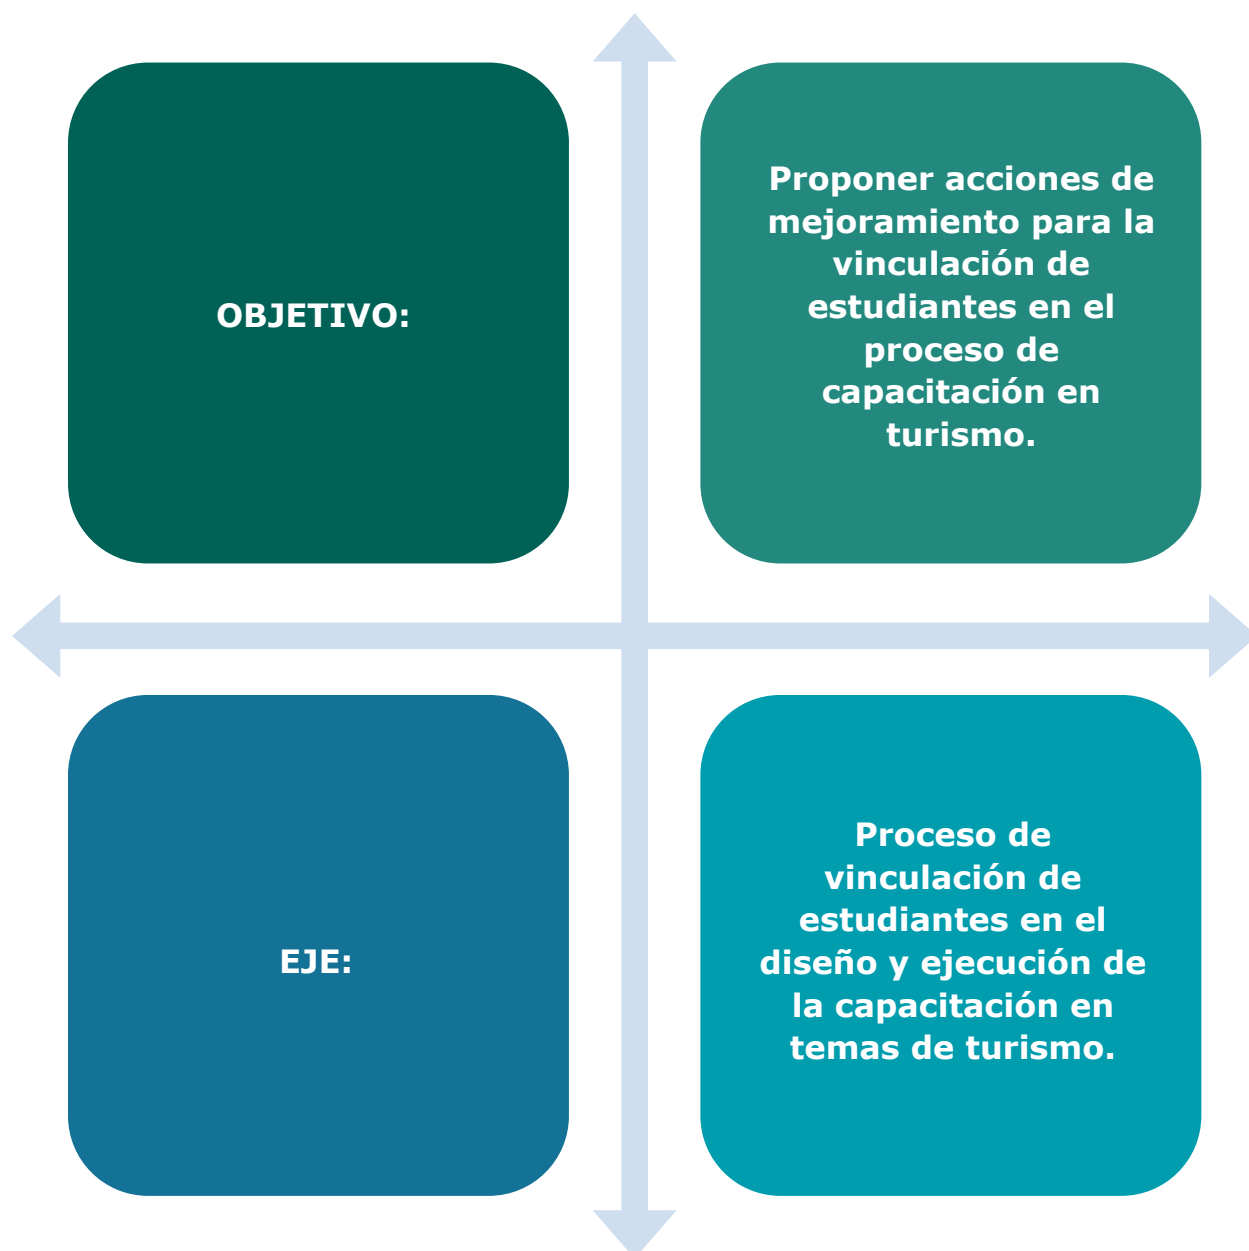 OBJETIVO:
Proponer acciones de
mejoramiento para la
vinculación de
estudiantes en el
proceso de
capacitación en
turismo.
EJE:
Proceso de
vinculación de
estudiantes en el
diseño y ejecución de
la capacitación en
temas de turismo.